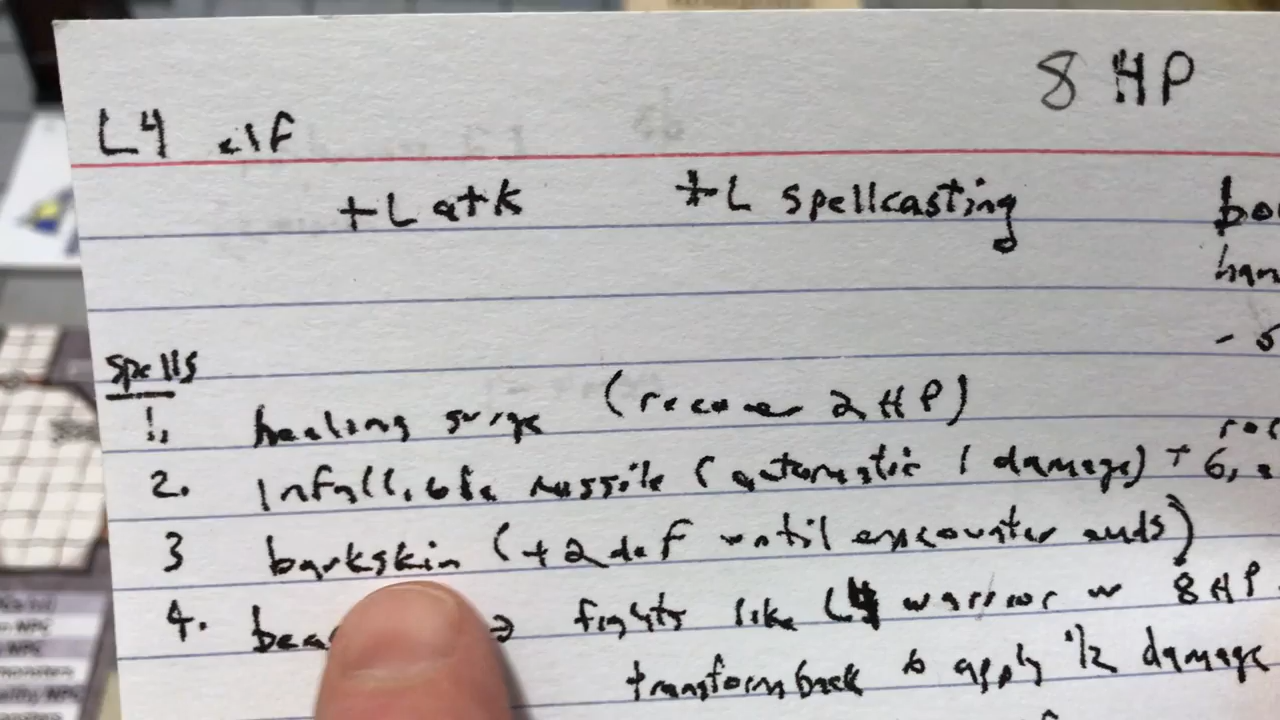 8 HP
L4 elf
+L atk +L spellcasting
spells
1. healing surge (recover 2 HP)
2. infallible missile (automatic 1 damage) + 6,
3 barkskin (+2 def until encounter ends)
4. fights like L4 warrior w 8 HP
transform back to apply 1/2 damage